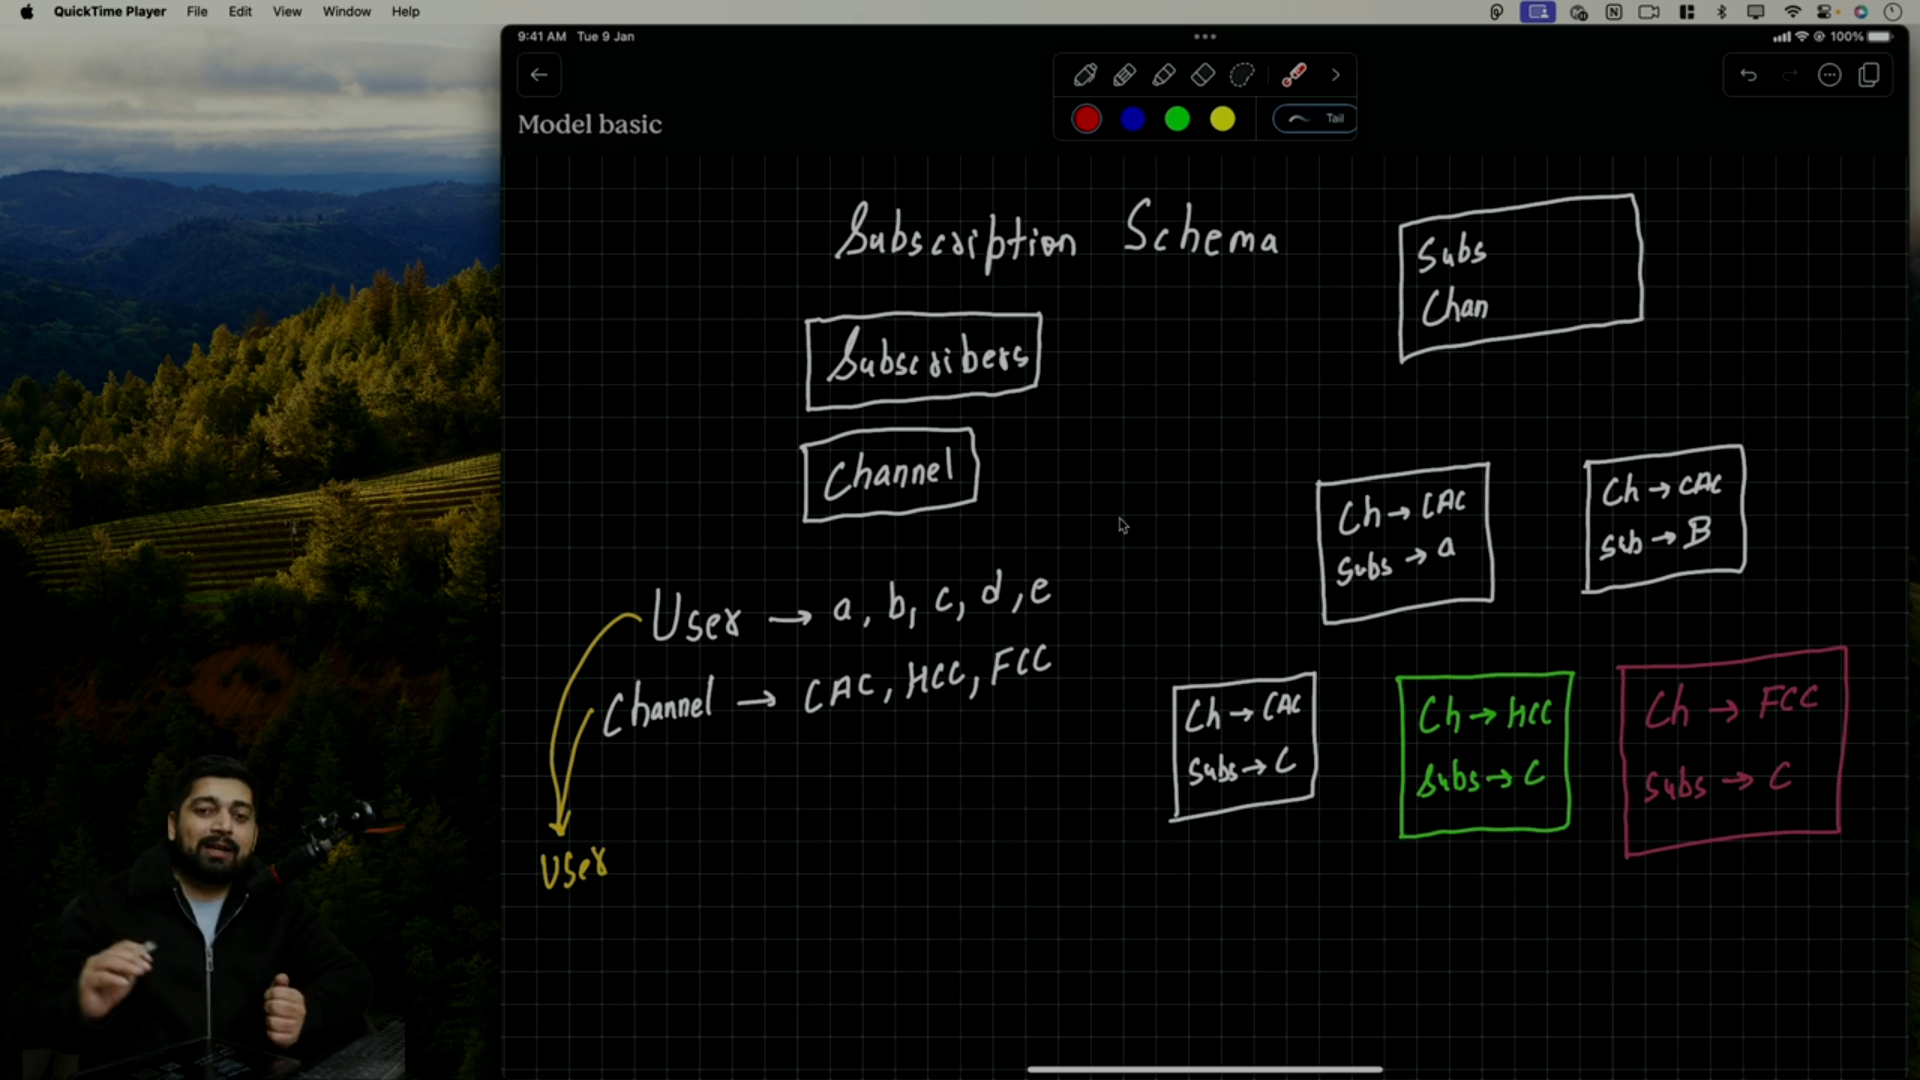 QuickTime Player File Edit View Window Help
9:41 AM Tue 9 Jan
100%
Model basic
Tail
Subscription Schema
Subscribers
Channel
Subs
Chan
User → a, b, c, d, e
Channel → CAC, HCC, FCC
User
Ch → CAC
Subs → a
Ch → CAC
Sub → B
Ch → CAC
Subs → C
Ch → HCC
Subs → C
Ch → FCC
Subs → C